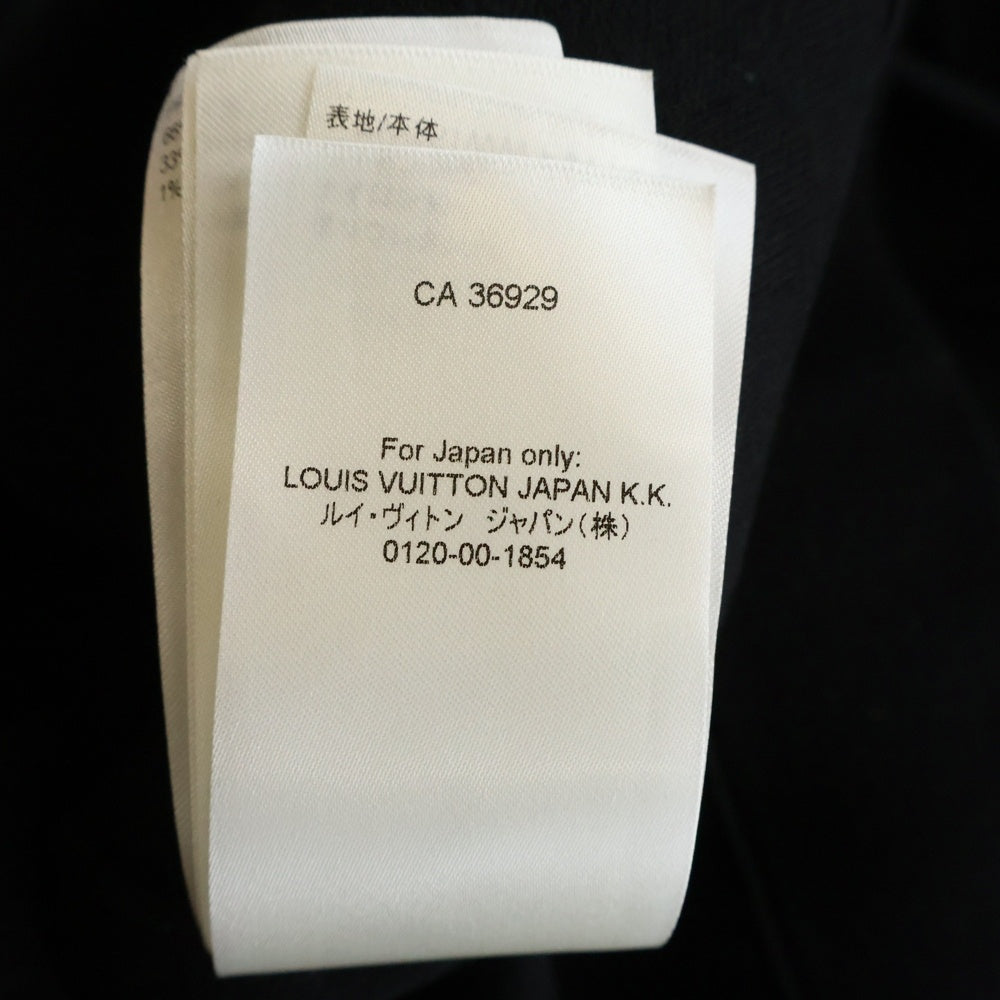 表地/本体
CA 36929
For Japan only:
LOUIS VUITTON JAPAN K.K.
ルイ・ヴィトン ジャパン(株)
0120-00-1854